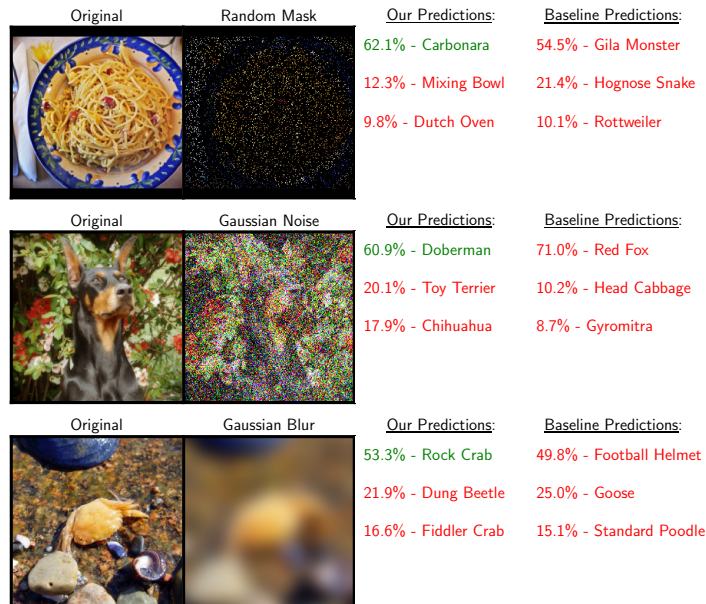 Original Random Mask Our Predictions: Baseline Predictions:
62.1% - Carbonara 54.5% - Gila Monster
12.3% - Mixing Bowl 21.4% - Hognose Snake
9.8% - Dutch Oven 10.1% - Rottweiler
Original Gaussian Noise Our Predictions: Baseline Predictions:
60.9% - Doberman 71.0% - Red Fox
20.1% - Toy Terrier 10.2% - Head Cabbage
17.9% - Chihuahua 8.7% - Gyromitra
Original Gaussian Blur Our Predictions: Baseline Predictions:
53.3% - Rock Crab 49.8% - Football Helmet
21.9% - Dung Beetle 25.0% - Goose
16.6% - Fiddler Crab 15.1% - Standard Poodle